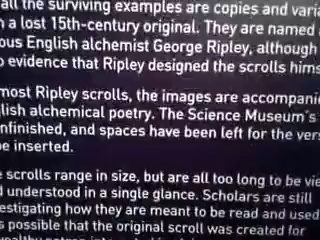 all the surviving examples are copies and varia
a lost 15th-century original. They are named
ous English alchemist George Ripley, although
evidence that Ripley designed the scrolls hims
most Ripley scrolls, the images are accompani
lish alchemical poetry. The Science Museum's
nfinished, and spaces have been left for the vers
be inserted.
scrolls range in size, but are all too long to be vie
understood in a single glance. Scholars are still
estigating how they are meant to be read and used
s possible that the original scroll was created for